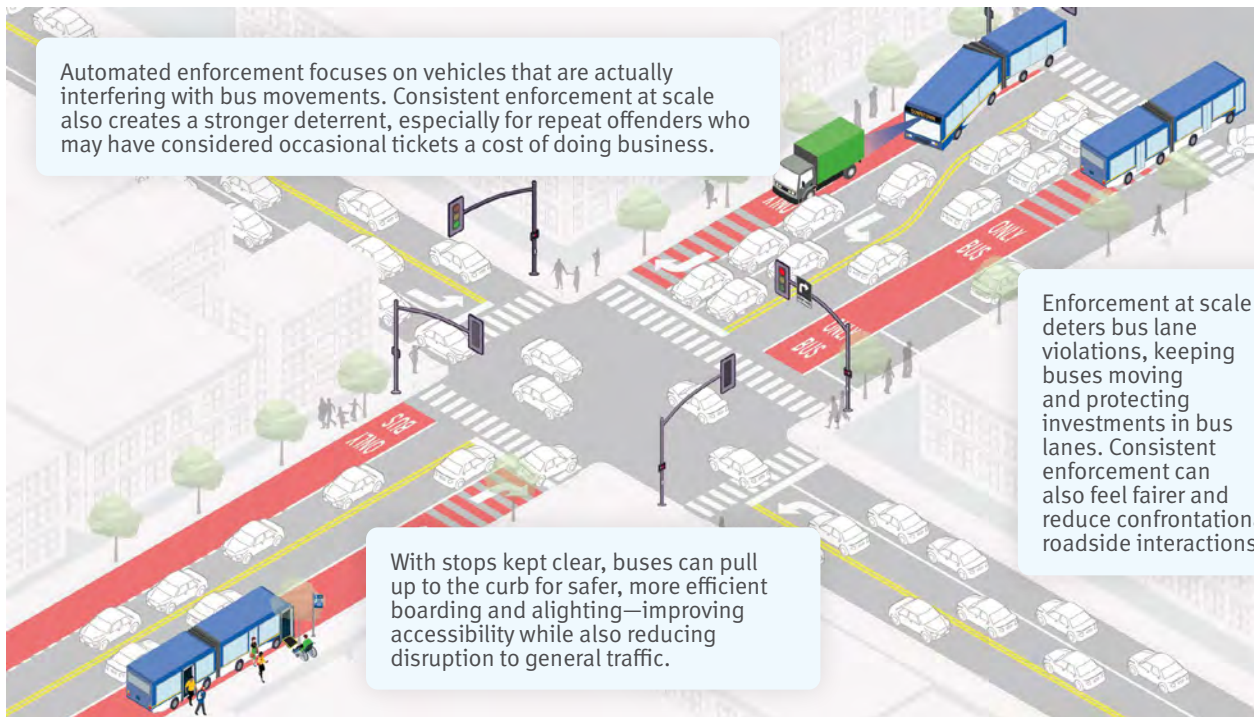 Automated enforcement focuses on vehicles that are actually
interfering with bus movements. Consistent enforcement at scale
also creates a stronger deterrent, especially for repeat offenders who
may have considered occasional tickets a cost of doing business.
ONLY
BUS
ONLY
BUS
ONLY
BUS
Enforcement at scale
deters bus lane
violations, keeping
buses moving
and protecting
investments in bus
lanes. Consistent
enforcement can
also feel fairer and
reduce confrontation
roadside interactions
With stops kept clear, buses can pull
up to the curb for safer, more efficient
boarding and alighting—improving
accessibility while also reducing
disruption to general traffic.